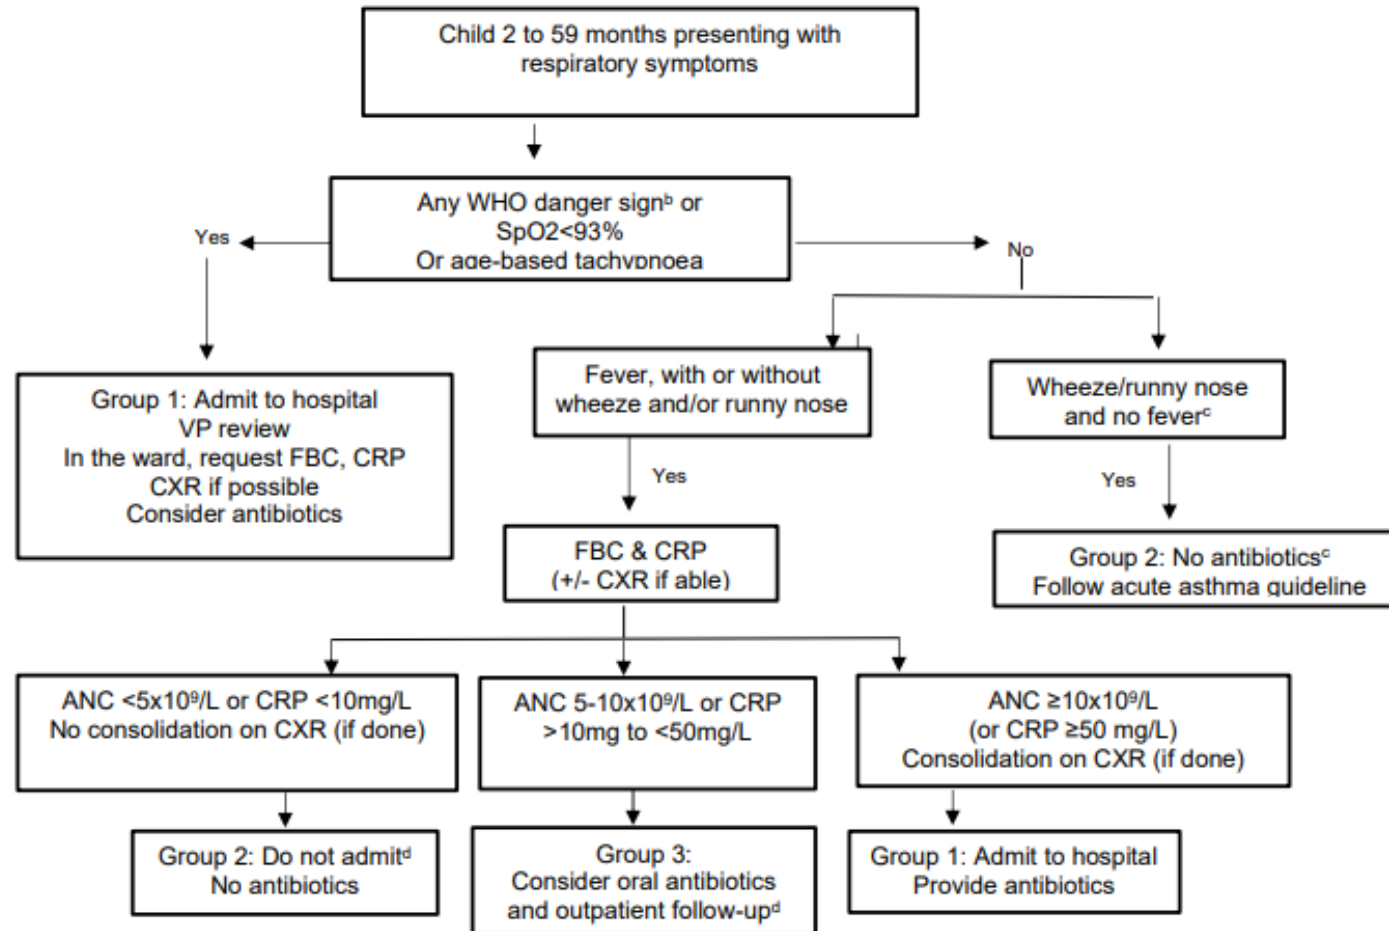 Child 2 to 59 months presenting with
respiratory symptoms
Any WHO danger signᵇ or
SpO2<93%
Or age-based tachypnoea
Yes
No
Group 1: Admit to hospital
VP review
In the ward, request FBC, CRP
CXR if possible
Consider antibiotics
Fever, with or without
wheeze and/or runny nose
Wheeze/runny nose
and no feverᶜ
Yes
Yes
FBC & CRP
(+/- CXR if able)
Group 2: No antibioticsᶜ
Follow acute asthma guideline
ANC <5x10⁹/L or CRP <10mg/L
No consolidation on CXR (if done)
ANC 5-10x10⁹/L or CRP
>10mg to <50mg/L
ANC ≥10x10⁹/L
(or CRP ≥50 mg/L)
Consolidation on CXR (if done)
Group 2: Do not admitᵈ
No antibiotics
Group 3:
Consider oral antibiotics
and outpatient follow-upᵈ
Group 1: Admit to hospital
Provide antibiotics